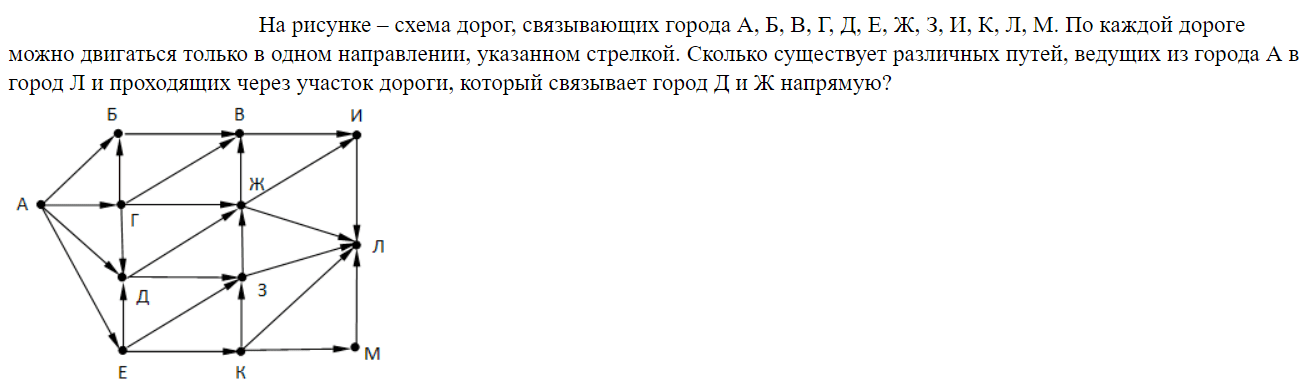 На рисунке – схема дорог, связывающих города А, Б, В, Г, Д, Е, Ж, З, И, К, Л, М. По каждой дороге
можно двигаться только в одном направлении, указанном стрелкой. Сколько существует различных путей, ведущих из города А в
город Л и проходящих через участок дороги, который связывает город Д и Ж напрямую?
Б В И
Ж
А
Г
Л
Д З
М
Е К